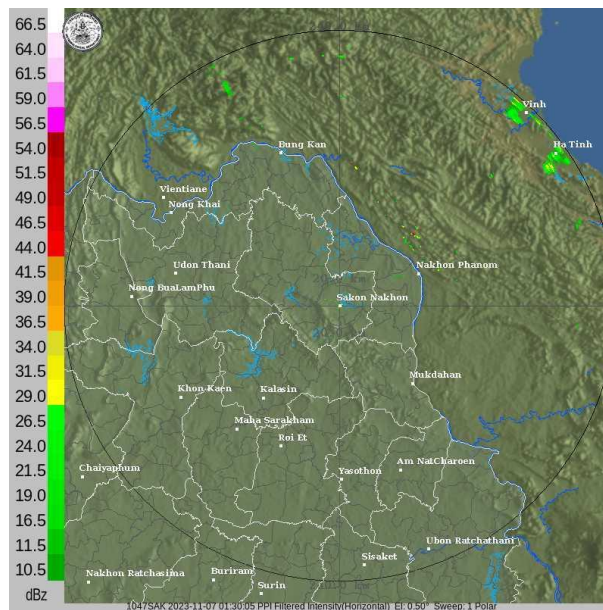 66.5
64.0
61.5
59.0
56.5
54.0
51.5
49.0
46.5
44.0
41.5
39.0
36.5
34.0
31.5
29.0
26.5
24.0
21.5
19.0
16.5
11.5
10.5
dBz
Vinh
Ha Tinh
Bung Kan
Vientiane
Nong Khai
Udon Thani
Nakhon Phanom
Nong BuaLamPhu
Sakon Nakhon
Mukdahan
Khon Kaen
Kalasin
Maha Sarakham
Roi Et
Chaiyaphum
Am NatCharoen
Yasothon
Ubon Ratchathani
Sisaket
Nakhon Ratchasima
Buriram
Surin
1047SAK 2023-11-07 01:30:05 PPI Filtered Intensity(Horizontal) El: 0.50° Sweep: 1 Polar